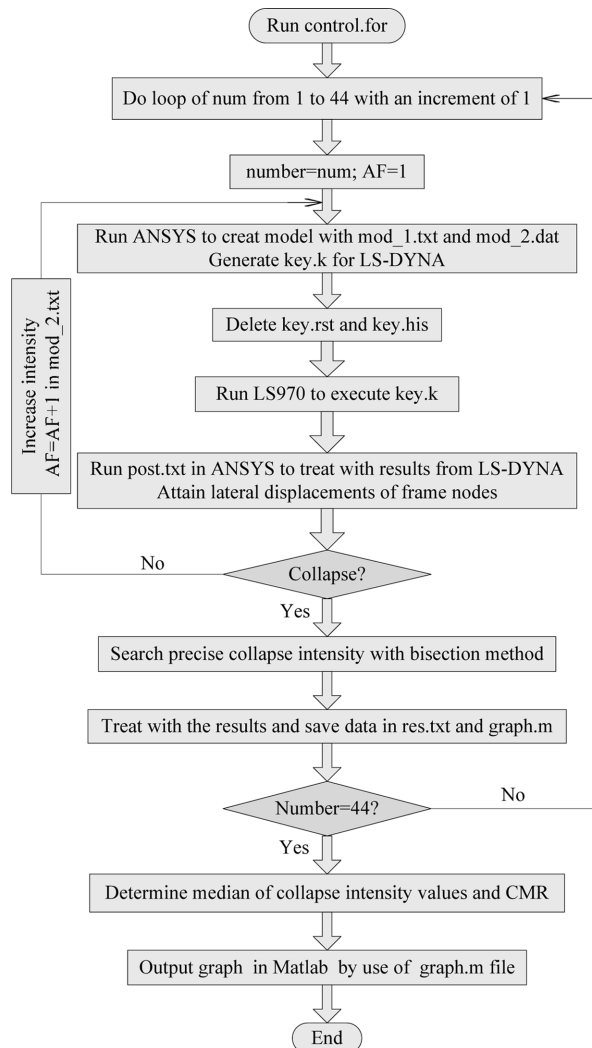 Run control.for
Do loop of num from 1 to 44 with an increment of 1
number=num; AF=1
Run ANSYS to creat model with mod_1.txt and mod_2.dat
Generate key.k for LS-DYNA
Delete key.rst and key.his
Run LS970 to execute key.k
Increase intensity
AF=AF+1 in mod_2.txt
Run post.txt in ANSYS to treat with results from LS-DYNA
Attain lateral displacements of frame nodes
No
Collapse?
Yes
Search precise collapse intensity with bisection method
Treat with the results and save data in res.txt and graph.m
Number=44?
No
Yes
Determine median of collapse intensity values and CMR
Output graph in Matlab by use of graph.m file
End